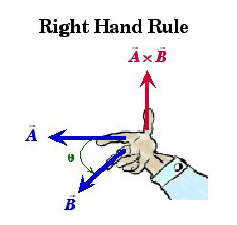 Right Hand Rule
A⃗ × B⃗
A⃗
θ
B⃗